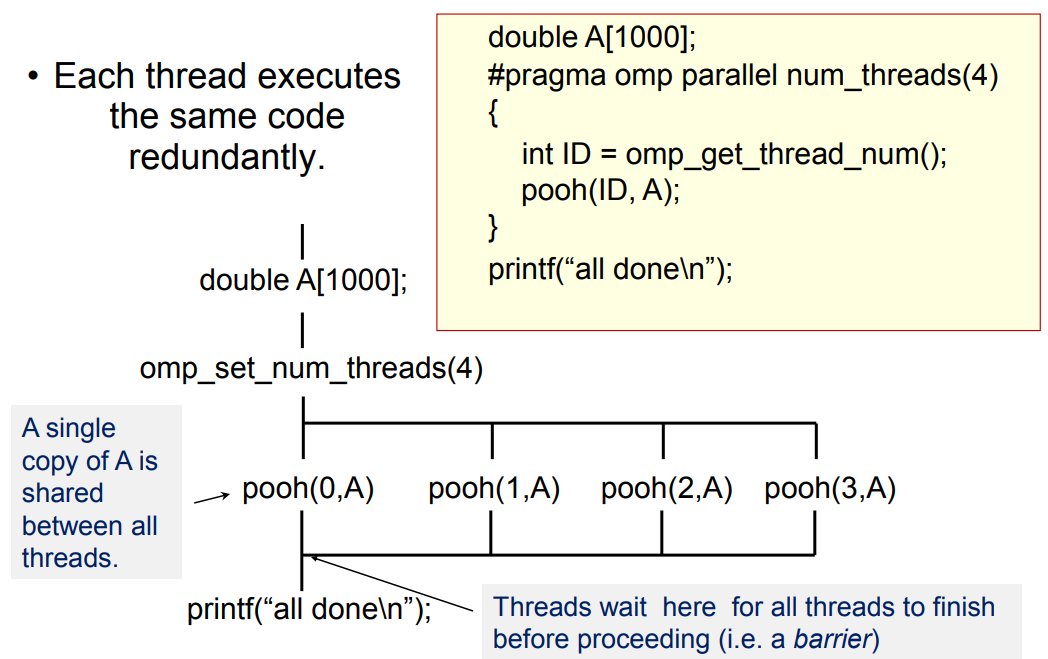 • Each thread executes
the same code
redundantly.
double A[1000];
#pragma omp parallel num_threads(4)
{
int ID = omp_get_thread_num();
pooh(ID, A);
}
printf(“all done\n”);
double A[1000];
omp_set_num_threads(4)
A single
copy of A is
shared
between all
threads.
pooh(0,A) pooh(1,A) pooh(2,A) pooh(3,A)
printf(“all done\n”);
Threads wait here for all threads to finish
before proceeding (i.e. a barrier)